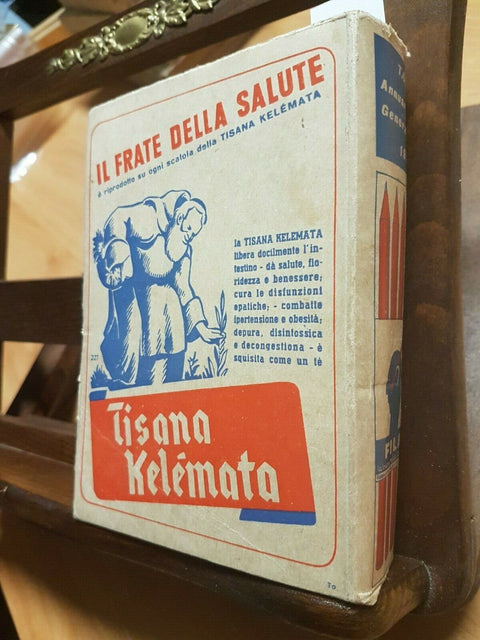 IL FRATE DELLA SALUTE
è riprodotto su ogni scatola della TISANA KELÉMATA
la TISANA KELEMATA
libera docilmente l'in-
testino - dà salute, flo-
ridezza e benessere;
cura le disfunzioni
epatiche; - combatte
ipertensione e obesità;
depura, disintossica
e decongestiona - è
squisita come un tè
227
Tisana
Kelémata
To